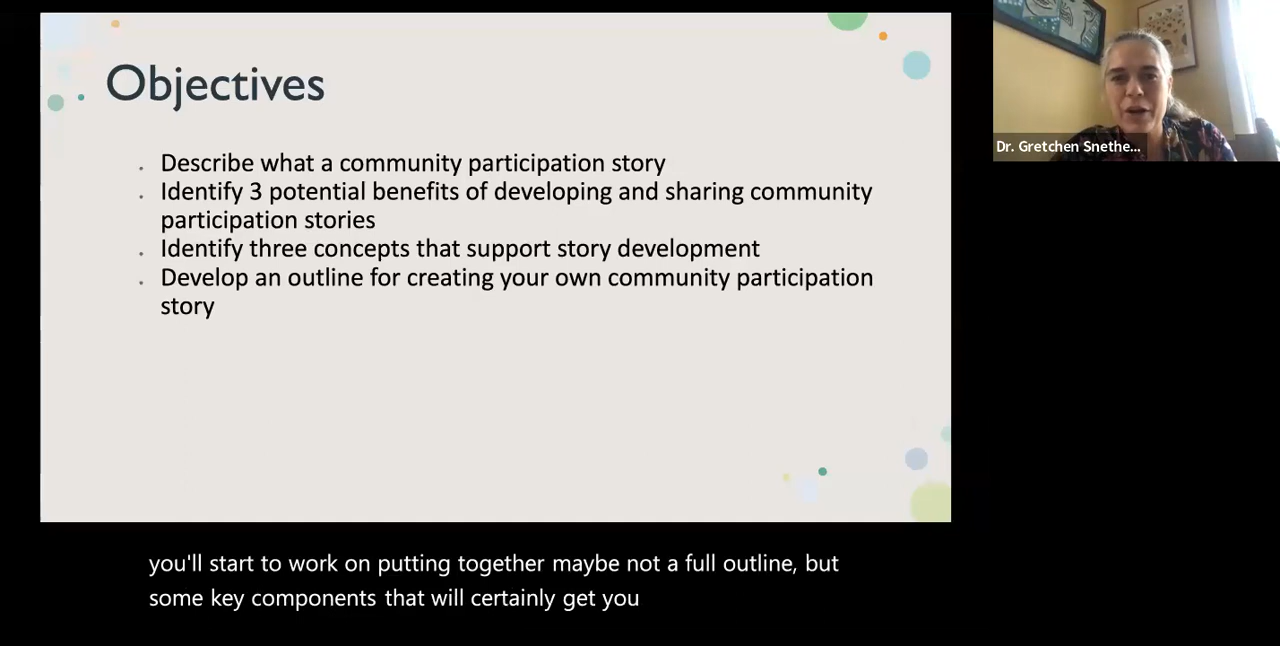 Objectives
Describe what a community participation story
Identify 3 potential benefits of developing and sharing community
participation stories
Identify three concepts that support story development
Develop an outline for creating your own community participation
story
Dr. Gretchen Snethe...
you'll start to work on putting together maybe not a full outline, but
some key components that will certainly get you